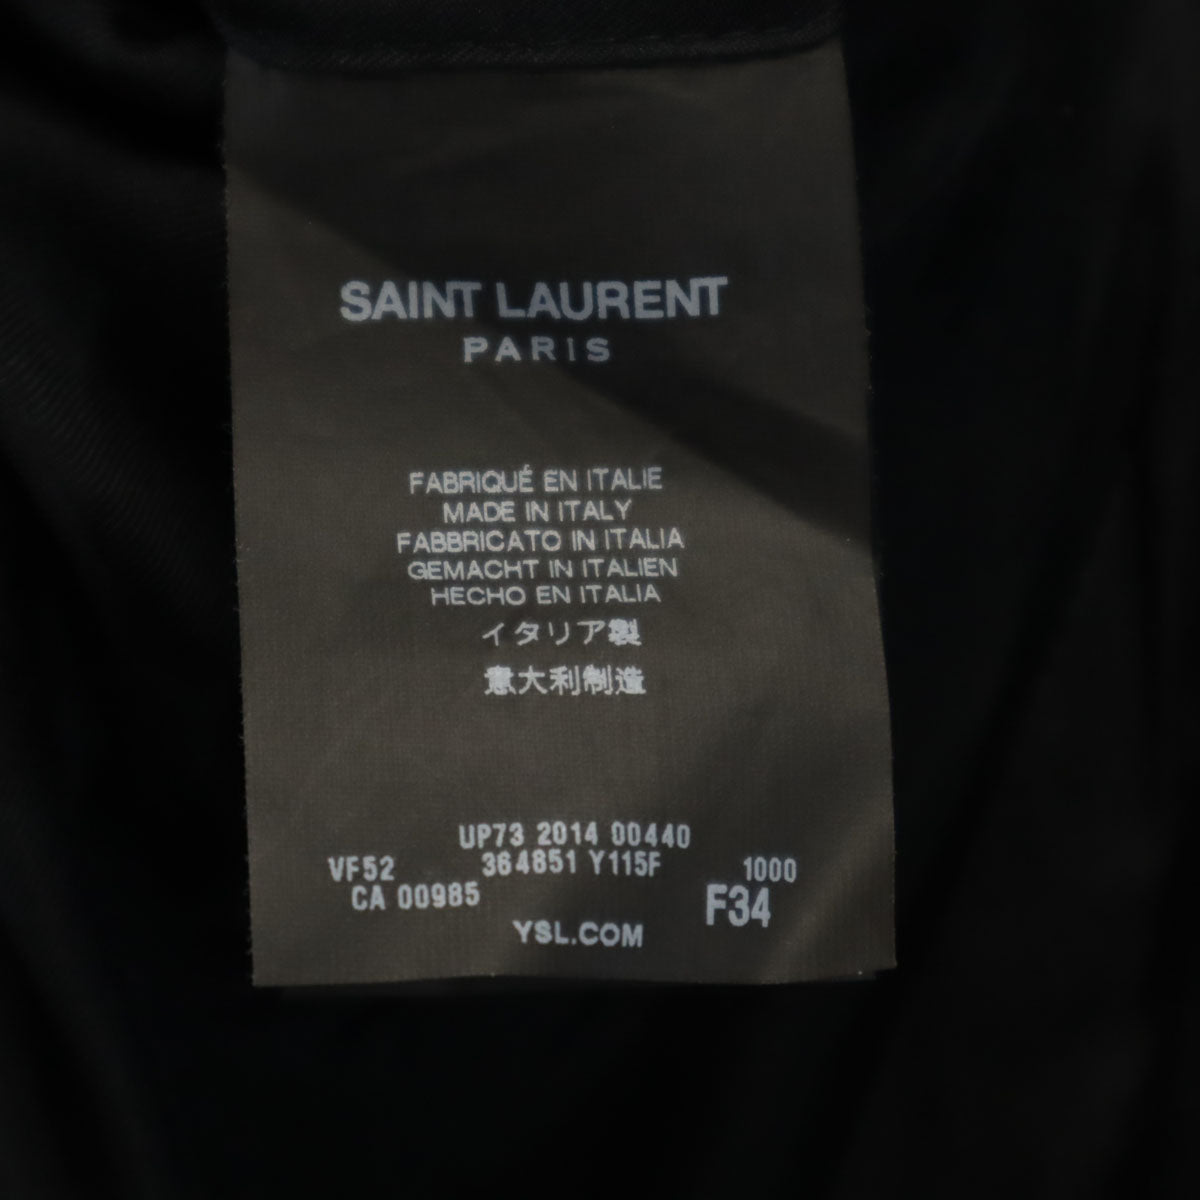 SAINT LAURENT
PARIS
FABRIQUÉ EN ITALIE
MADE IN ITALY
FABBRICATO IN ITALIA
GEMACHT IN ITALIEN
HECHO EN ITALIA
イタリア製
意大利制造
UP73 2014 00440
VF52 364851 Y115F 1000
CA 00985 F34
YSL.COM